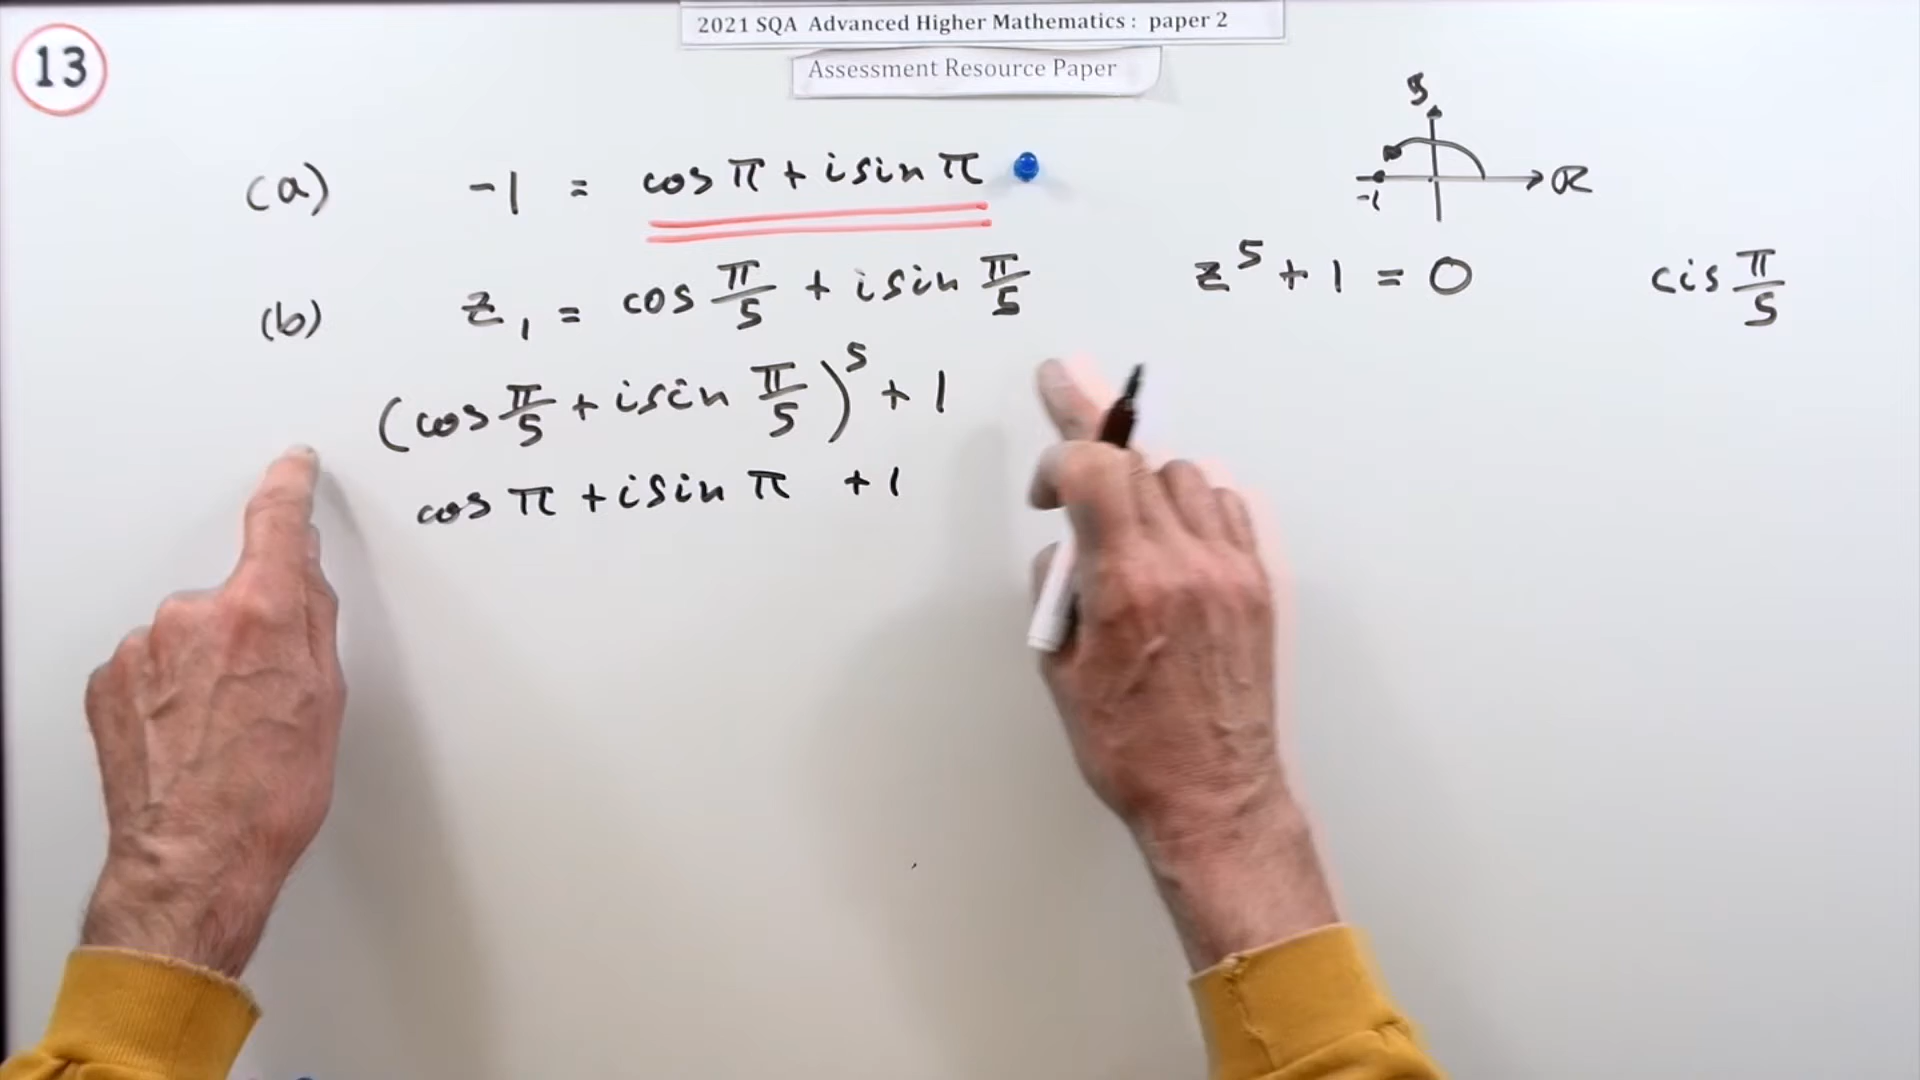 13
2021 SQA Advanced Higher Mathematics : paper 2
Assessment Resource Paper
(a) -1 = cos π + i sin π
ℑ
ℝ
-1
(b) z₁ = cos π/5 + i sin π/5
z⁵ + 1 = 0
cis π/5
(cos π/5 + i sin π/5)⁵ + 1
cos π + i sin π + 1